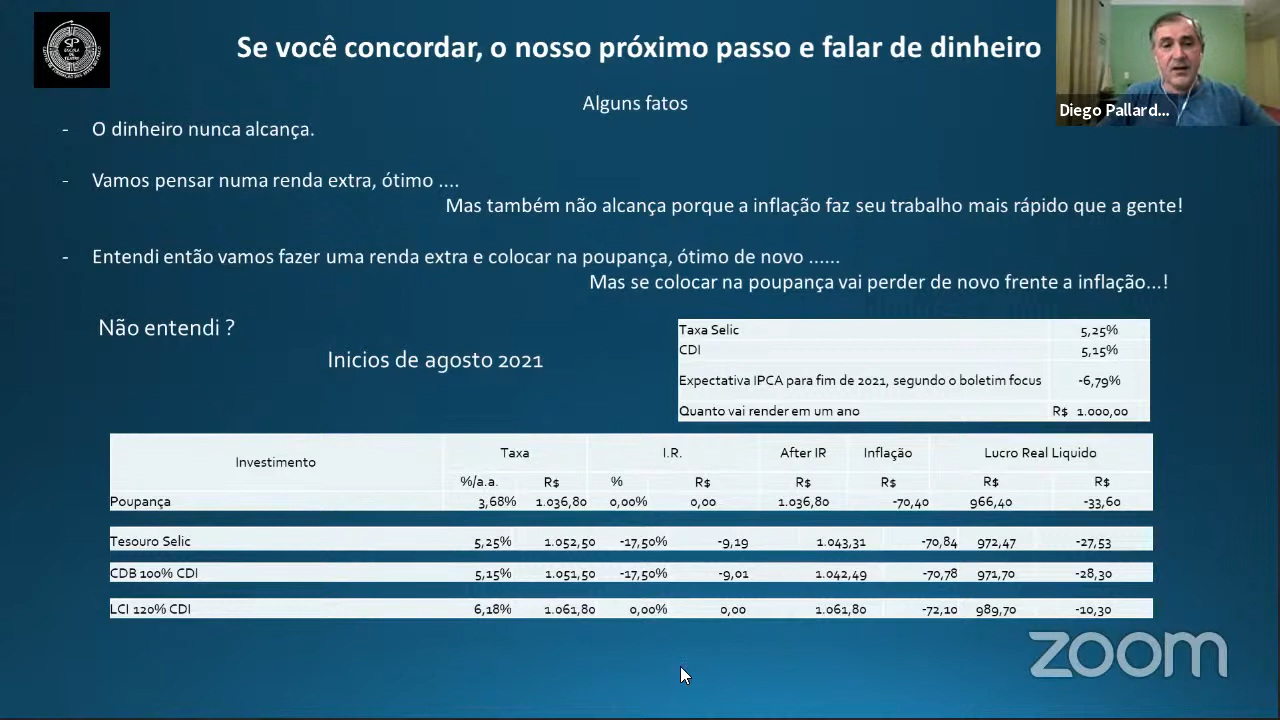 SP
Se você concordar, o nosso próximo passo e falar de dinheiro
Diego Pallard...
Alguns fatos
- O dinheiro nunca alcança.
- Vamos pensar numa renda extra, ótimo ....
Mas também não alcança porque a inflação faz seu trabalho mais rápido que a gente!
- Entendi então vamos fazer uma renda extra e colocar na poupança, ótimo de novo ......
Mas se colocar na poupança vai perder de novo frente a inflação...!
Não entendi ?
Inicios de agosto 2021
Taxa Selic 5,25%
CDI 5,15%
Expectativa IPCA para fim de 2021, segundo o boletim focus -6,79%
Quanto vai render em um ano R$ 1.000,00
Investimento Taxa I.R. After IR Inflação Lucro Real Liquido
%/a.a. R$ % R$ R$ R$ R$ R$
Poupança 3,68% 1.036,80 0,00% 0,00 1.036,80 -70,40 966,40 -33,60
Tesouro Selic 5,25% 1.052,50 -17,50% -9,19 1.043,31 -70,84 972,47 -27,53
CDB 100% CDI 5,15% 1.051,50 -17,50% -9,01 1.042,49 -70,78 971,70 -28,30
LCI 120% CDI 6,18% 1.061,80 0,00% 0,00 1.061,80 -72,10 989,70 -10,30
zoom